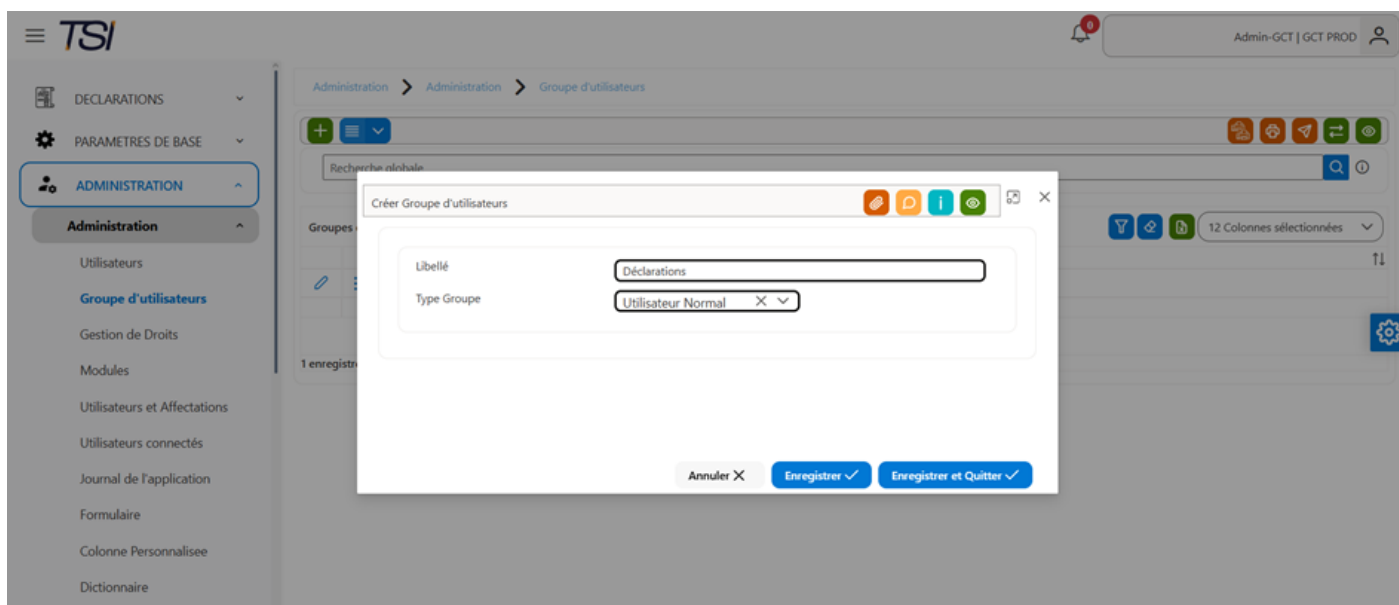 TSI
0
Admin-GCT | GCT PROD
DECLARATIONS
PARAMETRES DE BASE
ADMINISTRATION
Administration
Utilisateurs
Groupe d'utilisateurs
Gestion de Droits
Modules
Utilisateurs et Affectations
Utilisateurs connectés
Journal de l'application
Formulaire
Colonne Personnalisee
Dictionnaire
Administration Administration Groupe d'utilisateurs
Recherche globale
Groupes
12 Colonnes sélectionnées
1 enregistr
Créer Groupe d'utilisateurs
Libellé Déclarations
Type Groupe Utilisateur Normal
Annuler Enregistrer Enregistrer et Quitter